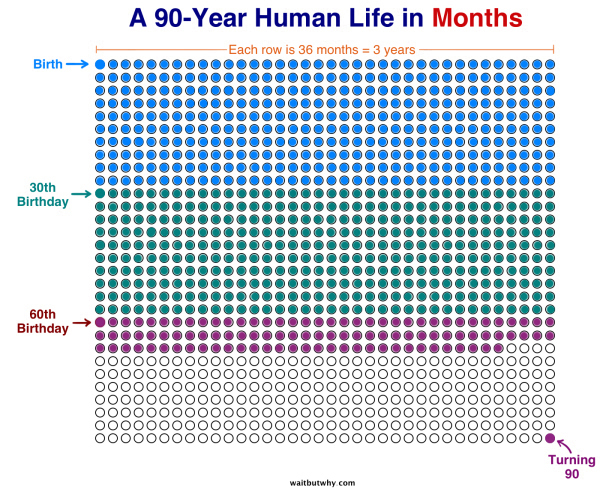 A 90-Year Human Life in Months
Each row is 36 months = 3 years
Birth
30th
Birthday
60th
Birthday
Turning
90
waitbutwhy.com